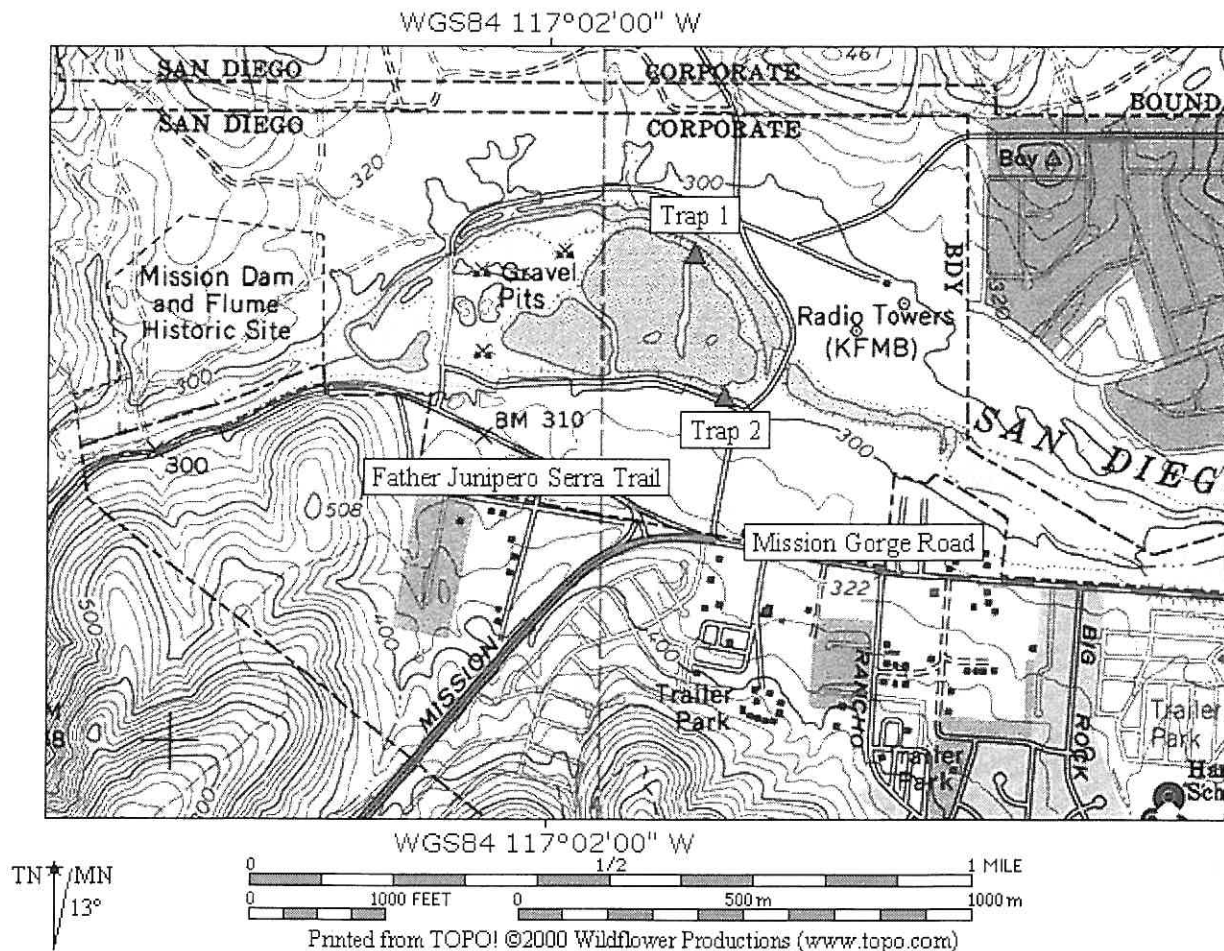 WGS84 117°02'00" W
467
SAN DIEGO
CORPORATE
SAN DIEGO
CORPORATE
BOUND
320
300
Boy
Trap 1
Mission Dam
and Flume
Historic Site
Gravel
Pits
BDY
320
Radio Towers
(KFMB)
300
BM 310
Trap 2
300
SAN DIEG
300
Father Junipero Serra Trail
508
Mission Gorge Road
322
500
400
400
MISSION
RANCHO
BIG
ROCK
Trailer
Park
Trailer
Park
Trailer
Park
Sch
WGS84 117°02'00" W
TN
MN
13°
0
1/2
1 MILE
0
1000 FEET
0
500 m
1000 m
Printed from TOPO! ©2000 Wildflower Productions (www.topo.com)